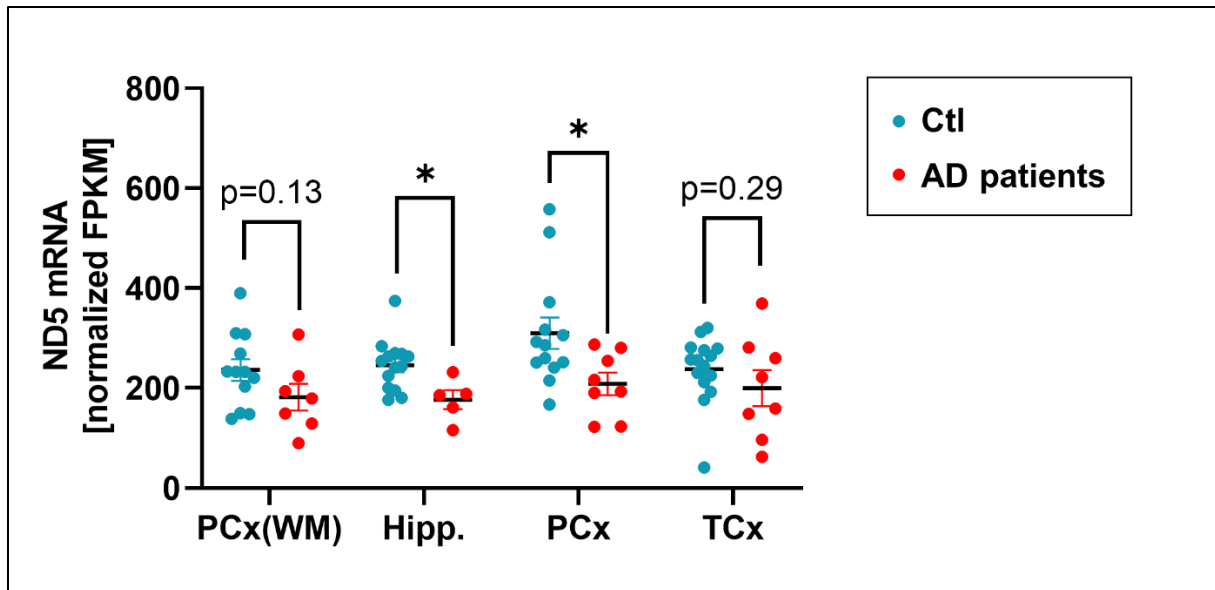 ND5 mRNA
[normalized FPKM]
800
600
400
200
0
p=0.13
*
*
p=0.29
PCx(WM)
Hipp.
PCx
TCx
Ctl
AD patients